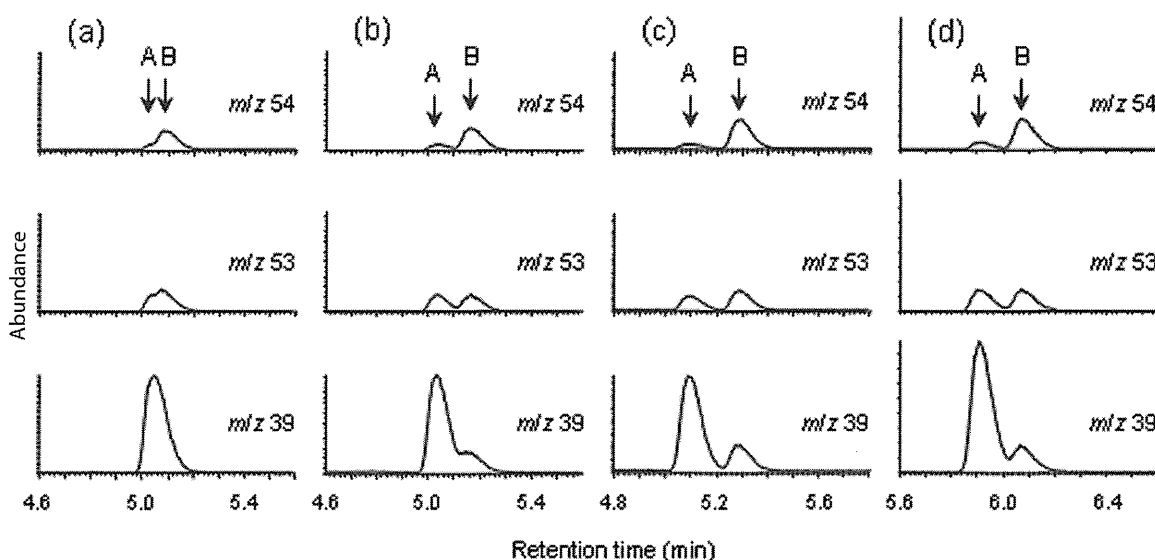 (a) (b) (c) (d)
A B A B A B A B
m/z 54 m/z 54 m/z 54 m/z 54
m/z 53 m/z 53 m/z 53 m/z 53
Abundance
m/z 39 m/z 39 m/z 39 m/z 39
4.6 5.0 5.4 4.6 5.0 5.4 4.8 5.2 5.6 5.6 6.0 6.4
Retention time (min)